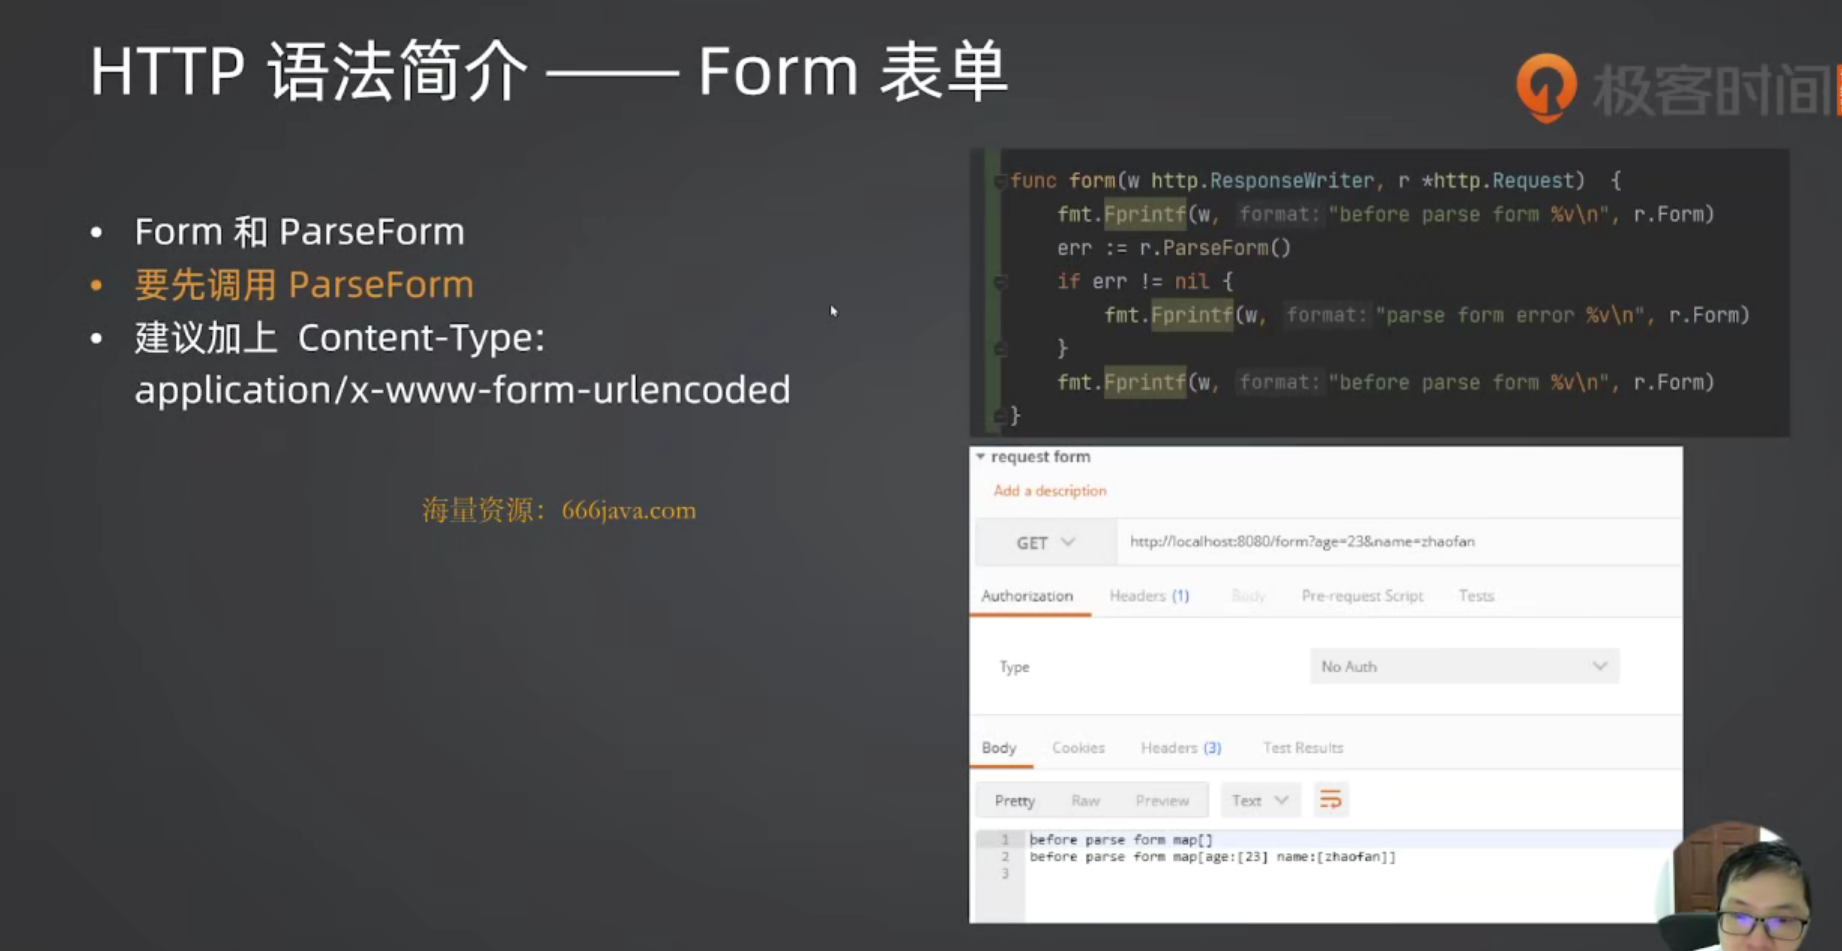 HTTP 语法简介 —— Form 表单
极客时间
• Form 和 ParseForm
• 要先调用 ParseForm
• 建议加上 Content-Type:
application/x-www-form-urlencoded
海量资源：666java.com
func form(w http.ResponseWriter, r *http.Request) {
fmt.Fprintf(w, format: "before parse form %v\n", r.Form)
err := r.ParseForm()
if err != nil {
fmt.Fprintf(w, format: "parse form error %v\n", r.Form)
}
fmt.Fprintf(w, format: "before parse form %v\n", r.Form)
}
request form
Add a description
GET http://localhost:8080/form?age=23&name=zhaofan
Authorization Headers (1) Body Pre-request Script Tests
Type No Auth
Body Cookies Headers (3) Test Results
Pretty Raw Preview Text
1 before parse form map[]
2 before parse form map[age:[23] name:[zhaofan]]
3